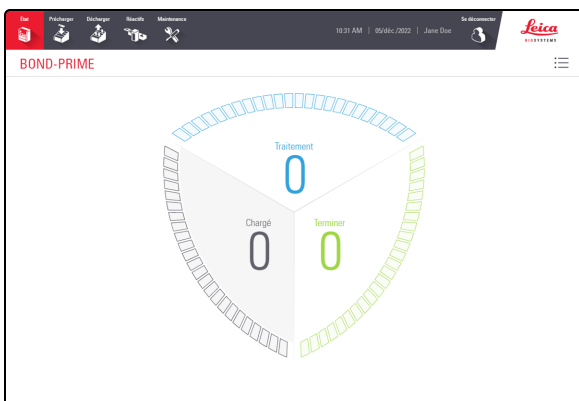 État Précharger Décharger Réactifs Maintenance
10:31 AM | 05/déc./2022 | Jane Doe
Se déconnecter
Leica
BIOSYSTEMS
BOND-PRIME
Traitement
0
Chargé
0
Terminer
0